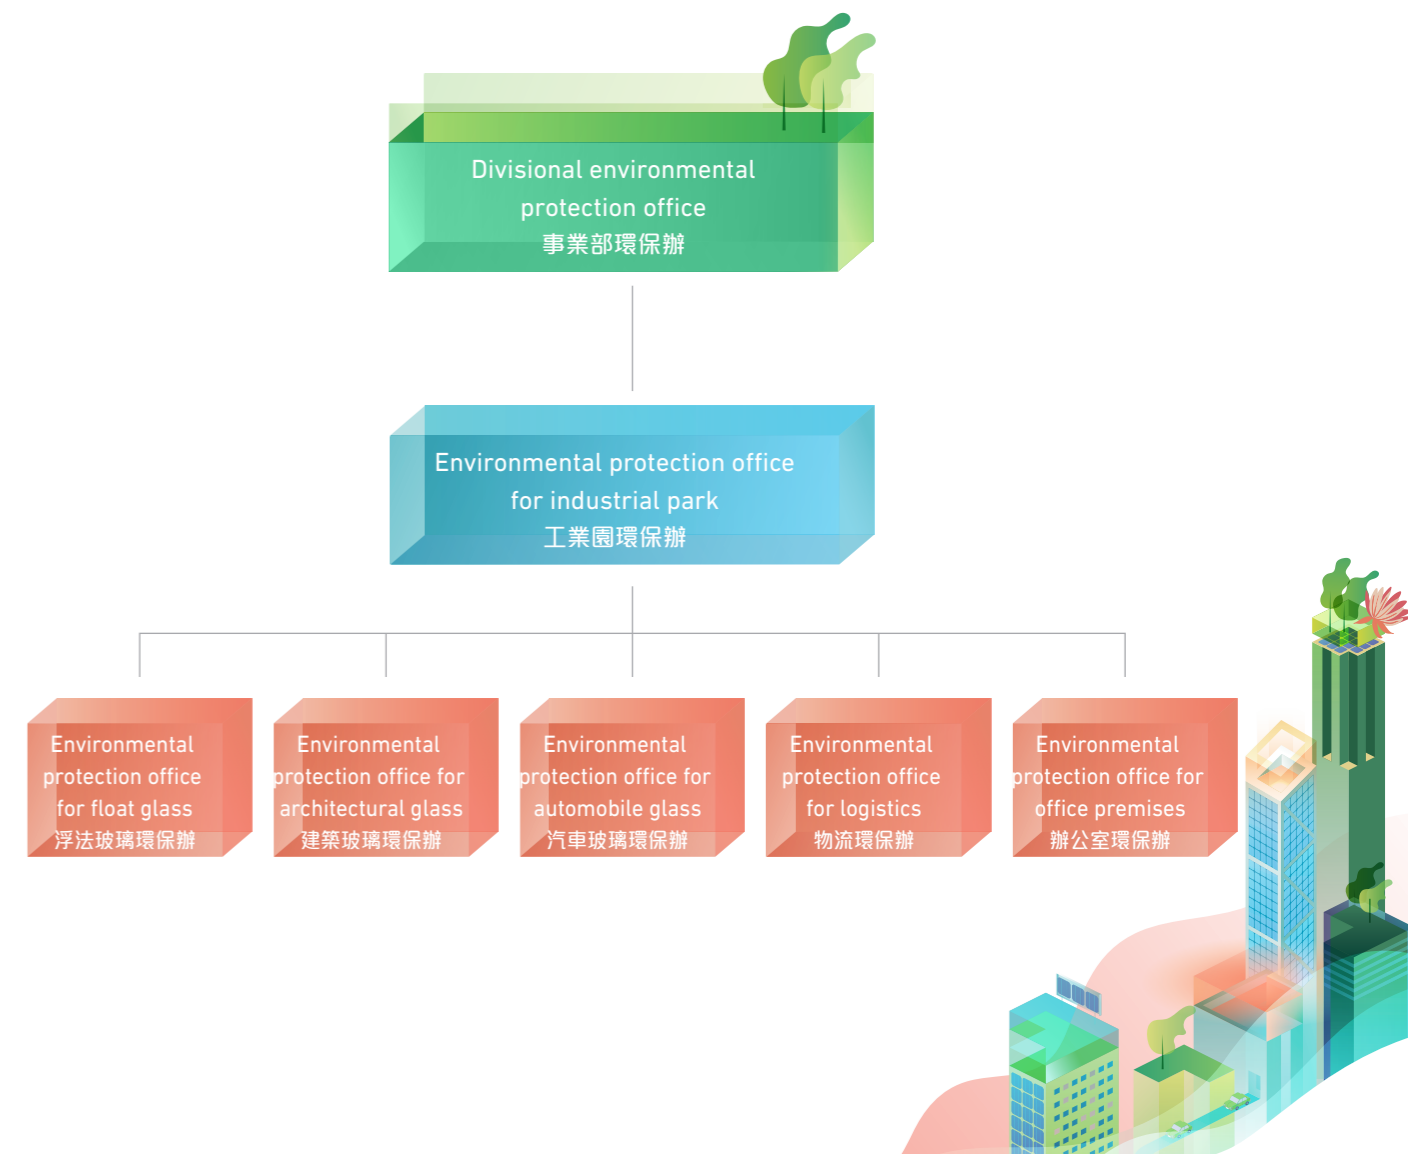 Divisional environmental
protection office
事業部環保辦
Environmental protection office
for industrial park
工業園環保辦
Environmental
protection office
for float glass
浮法玻璃環保辦
Environmental
protection office for
architectural glass
建築玻璃環保辦
Environmental
protection office for
automobile glass
汽車玻璃環保辦
Environmental
protection office
for logistics
物流環保辦
Environmental
protection office for
office premises
辦公室環保辦